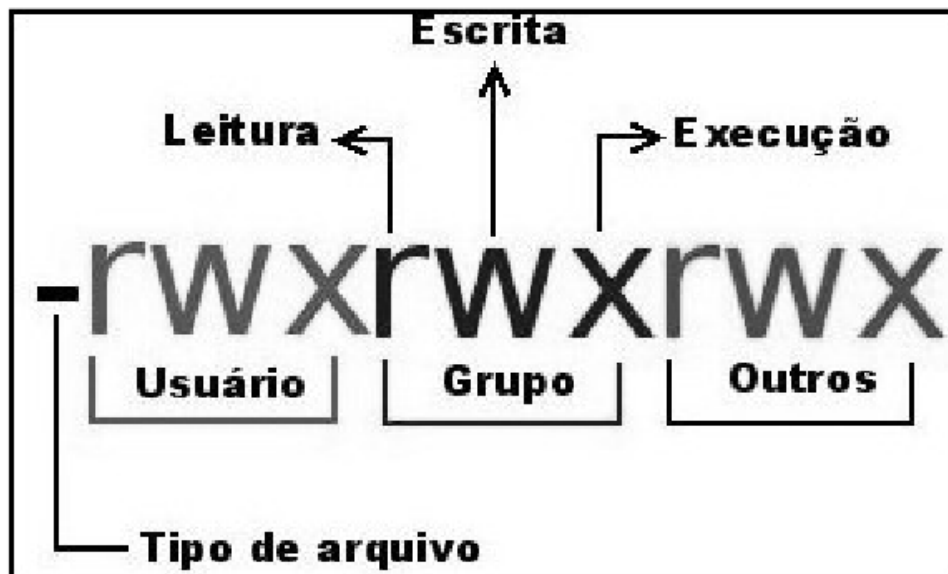 Escrita
Leitura
Execução
-rwxrwxrwx
Usuário
Grupo
Outros
Tipo de arquivo